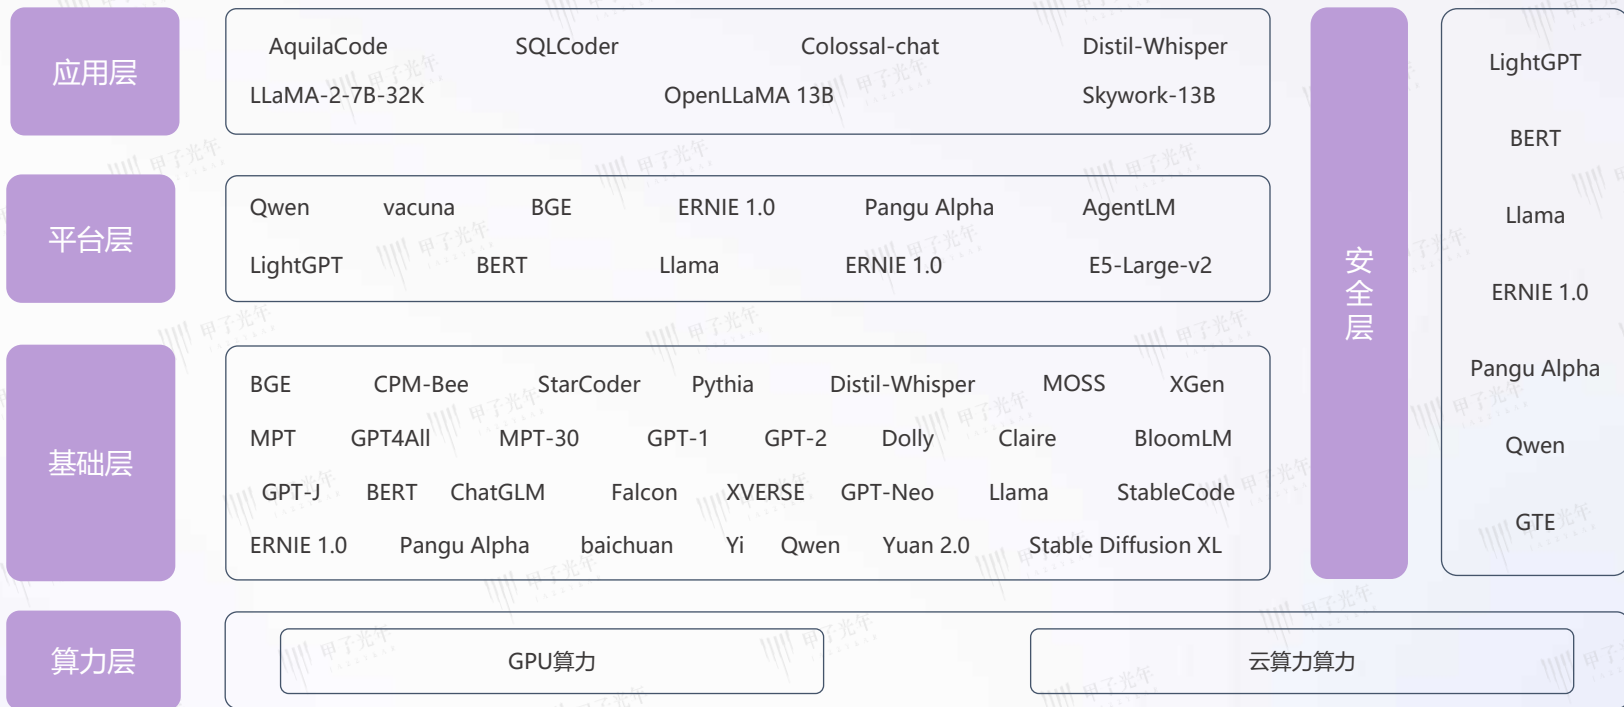 应用层
AquilaCode SQLCoder Colossal-chat Distil-Whisper
LLaMA-2-7B-32K OpenLLaMA 13B Skywork-13B
平台层
Qwen vacuna BGE ERNIE 1.0 Pangu Alpha AgentLM
LightGPT BERT Llama ERNIE 1.0 E5-Large-v2
基础层
BGE CPM-Bee StarCoder Pythia Distil-Whisper MOSS XGen
MPT GPT4All MPT-30 GPT-1 GPT-2 Dolly Claire BloomLM
GPT-J BERT ChatGLM Falcon XVERSE GPT-Neo Llama StableCode
ERNIE 1.0 Pangu Alpha baichuan Yi Qwen Yuan 2.0 Stable Diffusion XL
安全层
LightGPT
BERT
Llama
ERNIE 1.0
Pangu Alpha
Qwen
GTE
算力层
GPU算力
云算力算力
甲子光年